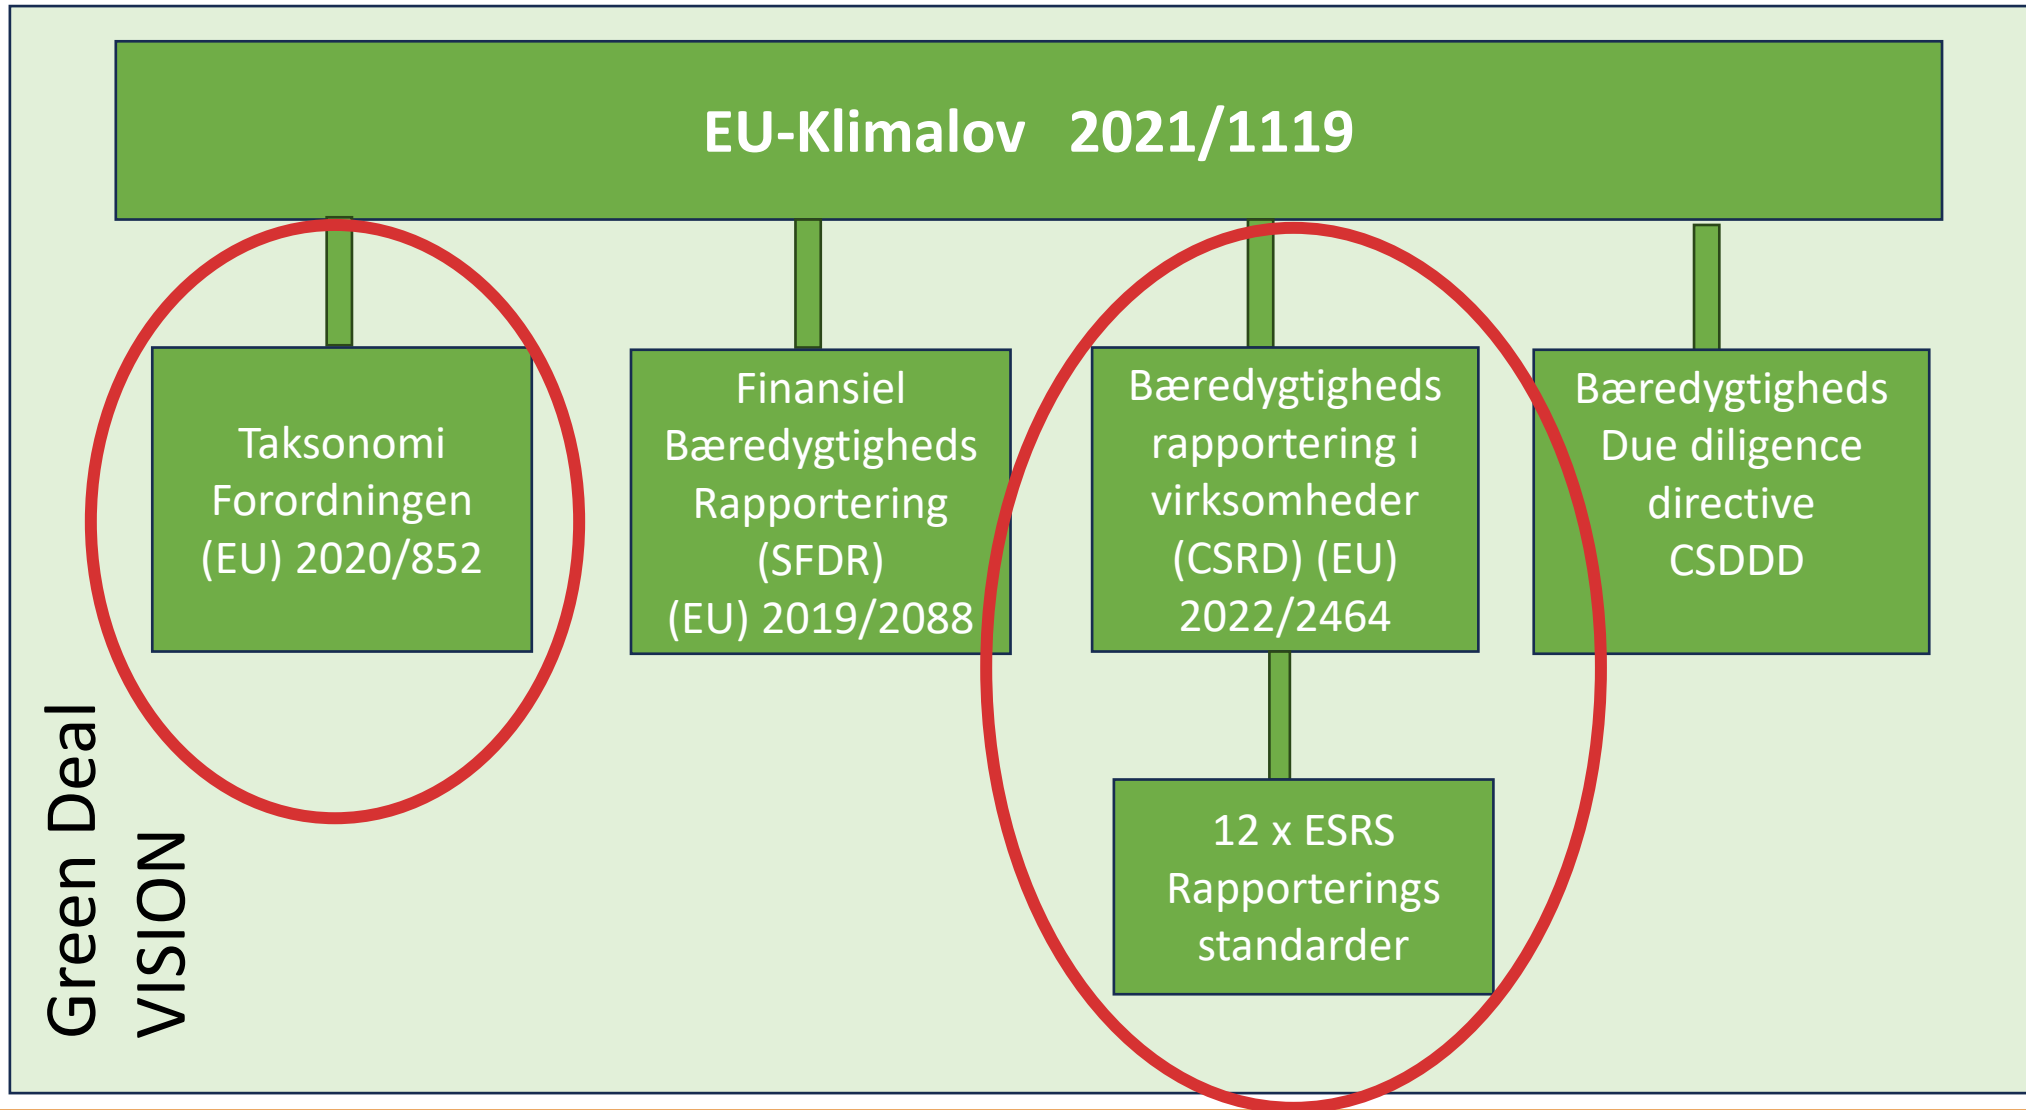 EU-Klimalov 2021/1119
Taksonomi
Forordningen
(EU) 2020/852
Finansiel
Bæredygtigheds
Rapportering
(SFDR)
(EU) 2019/2088
Bæredygtigheds
rapportering i
virksomheder
(CSRD) (EU)
2022/2464
Bæredygtigheds
Due diligence
directive
CSDDD
12 x ESRS
Rapporterings
standarder
Green Deal
VISION